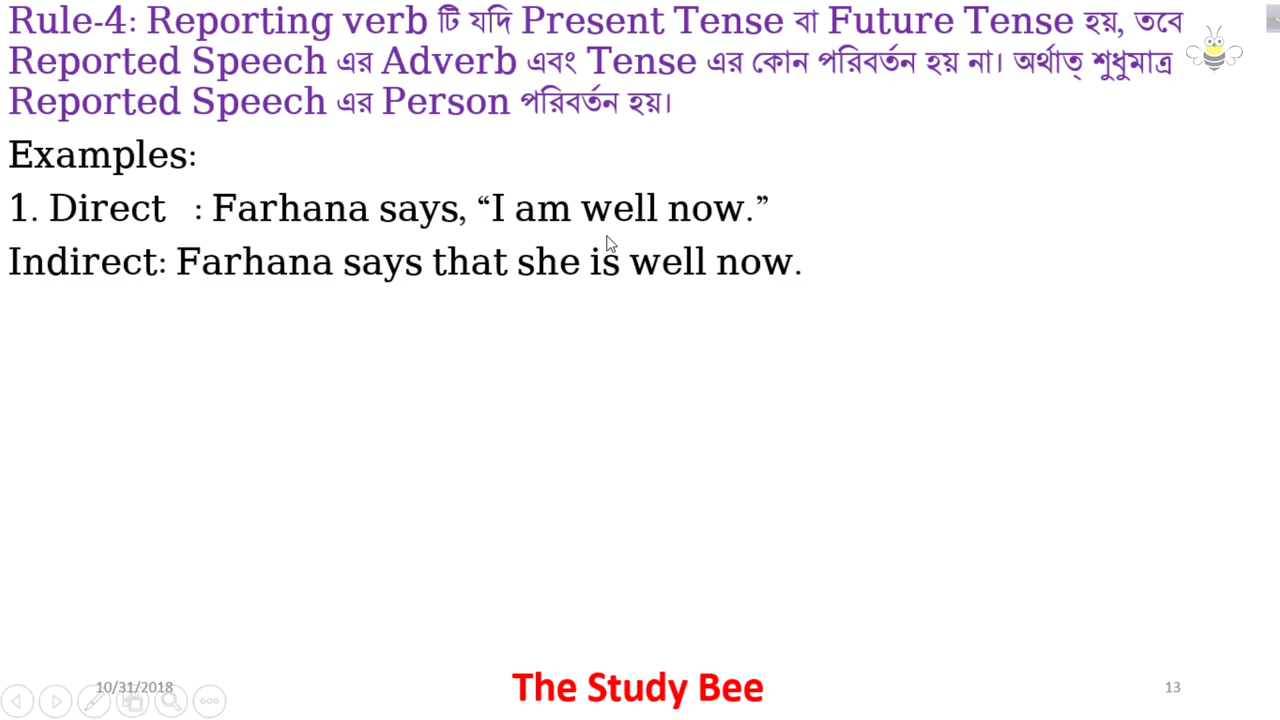 Rule-4: Reporting verb টি যদি Present Tense বা Future Tense হয়, তবে
Reported Speech এর Adverb এবং Tense এর কোন পরিবর্তন হয় না। অর্থাত্ শুধুমাত্র
Reported Speech এর Person পরিবর্তন হয়।
Examples:
1. Direct : Farhana says, “I am well now.”
Indirect: Farhana says that she is well now.
10/31/2018
The Study Bee
13